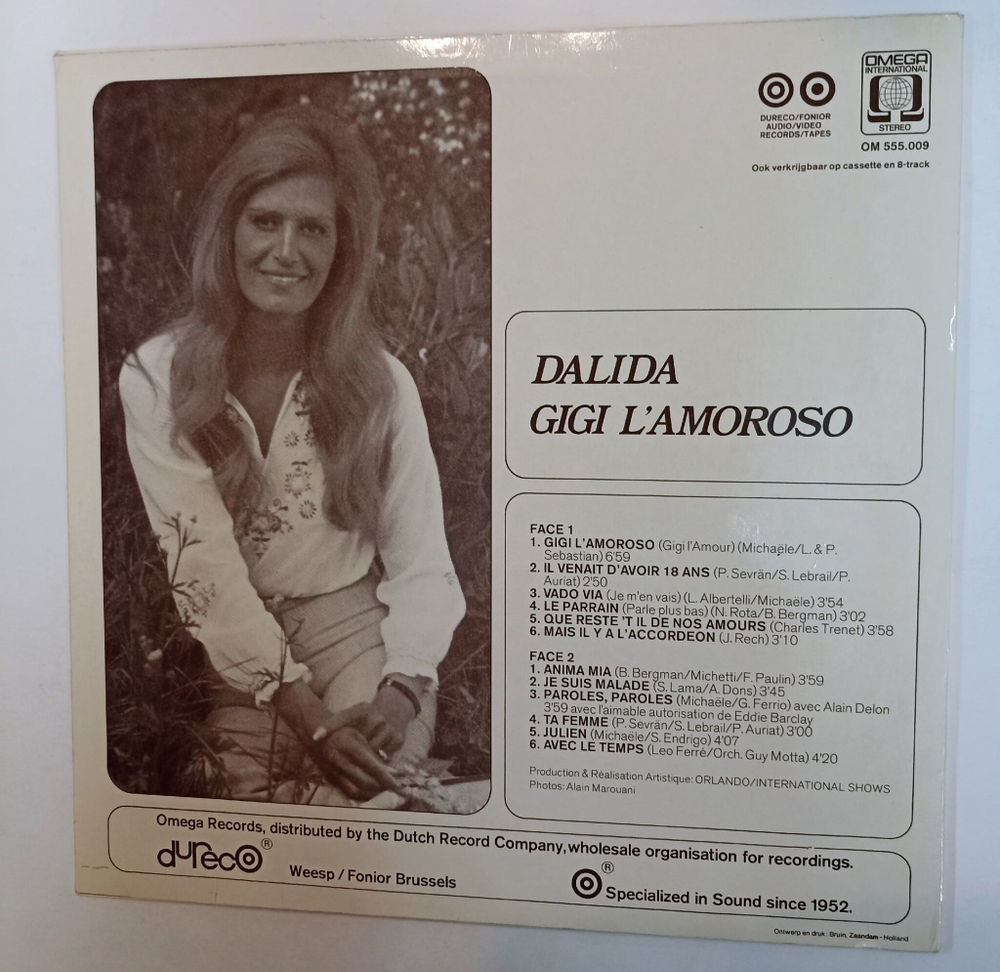 OMEGA
INTERNATIONAL
STEREO
DURECO/FONIOR
AUDIO/VIDEO
RECORDS/TAPES
OM 555.009
Ook verkrijgbaar op cassette en 8-track
DALIDA
GIGI L'AMOROSO
FACE 1
1. GIGI L'AMOROSO (Gigi l'Amour) (Michaële/L. & P.
Sebastian) 6'59
2. IL VENAIT D'AVOIR 18 ANS (P. Sevrän/S. Lebrail/P.
Auriat) 2'50
3. VADO VIA (Je m'en vais) (L. Albertelli/Michaële) 3'54
4. LE PARRAIN (Parle plus bas) (N. Rota/B. Bergman) 3'02
5. QUE RESTE 'T IL DE NOS AMOURS (Charles Trenet) 3'58
6. MAIS IL Y A L'ACCORDEON (J. Rech) 3'10
FACE 2
1. ANIMA MIA (B. Bergman/Michetti/F. Paulin) 3'59
2. JE SUIS MALADE (S. Lama/A. Dons) 3'45
3. PAROLES, PAROLES (Michaële/G. Ferrio) avec Alain Delon
3'59 avec l'aimable autorisation de Eddie Barclay
4. TA FEMME (P. Sevrän/S. Lebrail/P. Auriat) 3'00
5. JULIEN (Michaële/S. Endrigo) 4'07
6. AVEC LE TEMPS (Leo Ferré/Orch. Guy Motta) 4'20
Production & Réalisation Artistique: ORLANDO/INTERNATIONAL SHOWS
Photos: Alain Marouani
Omega Records, distributed by the Dutch Record Company, wholesale organisation for recordings.
dureco®
Weesp / Fonior Brussels
® Specialized in Sound since 1952.
Ontwerp en druk: Bruin, Zaandam - Holland